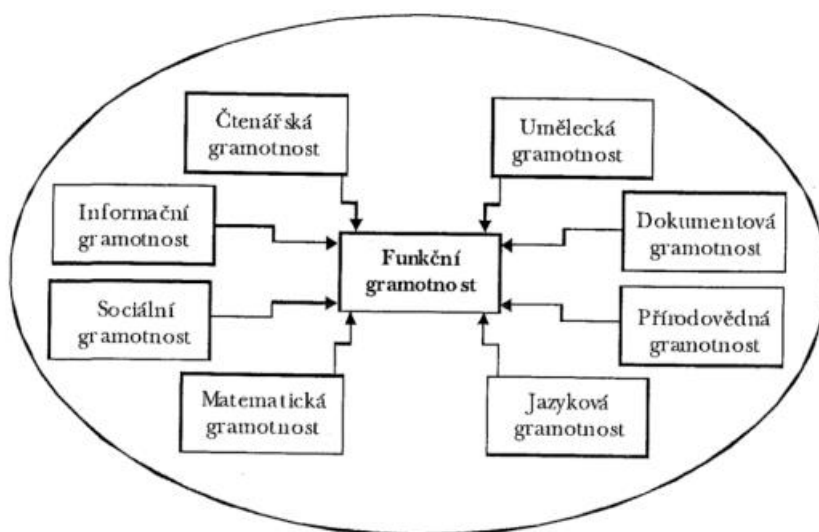 Čtenářská
gramotnost
Umělecká
gramotnost
Informační
gramotnost
Dokumentová
gramotnost
Funkční
gramotnost
Sociální
gramotnost
Přírodovědná
gramotnost
Matematická
gramotnost
Jazyková
gramotnost